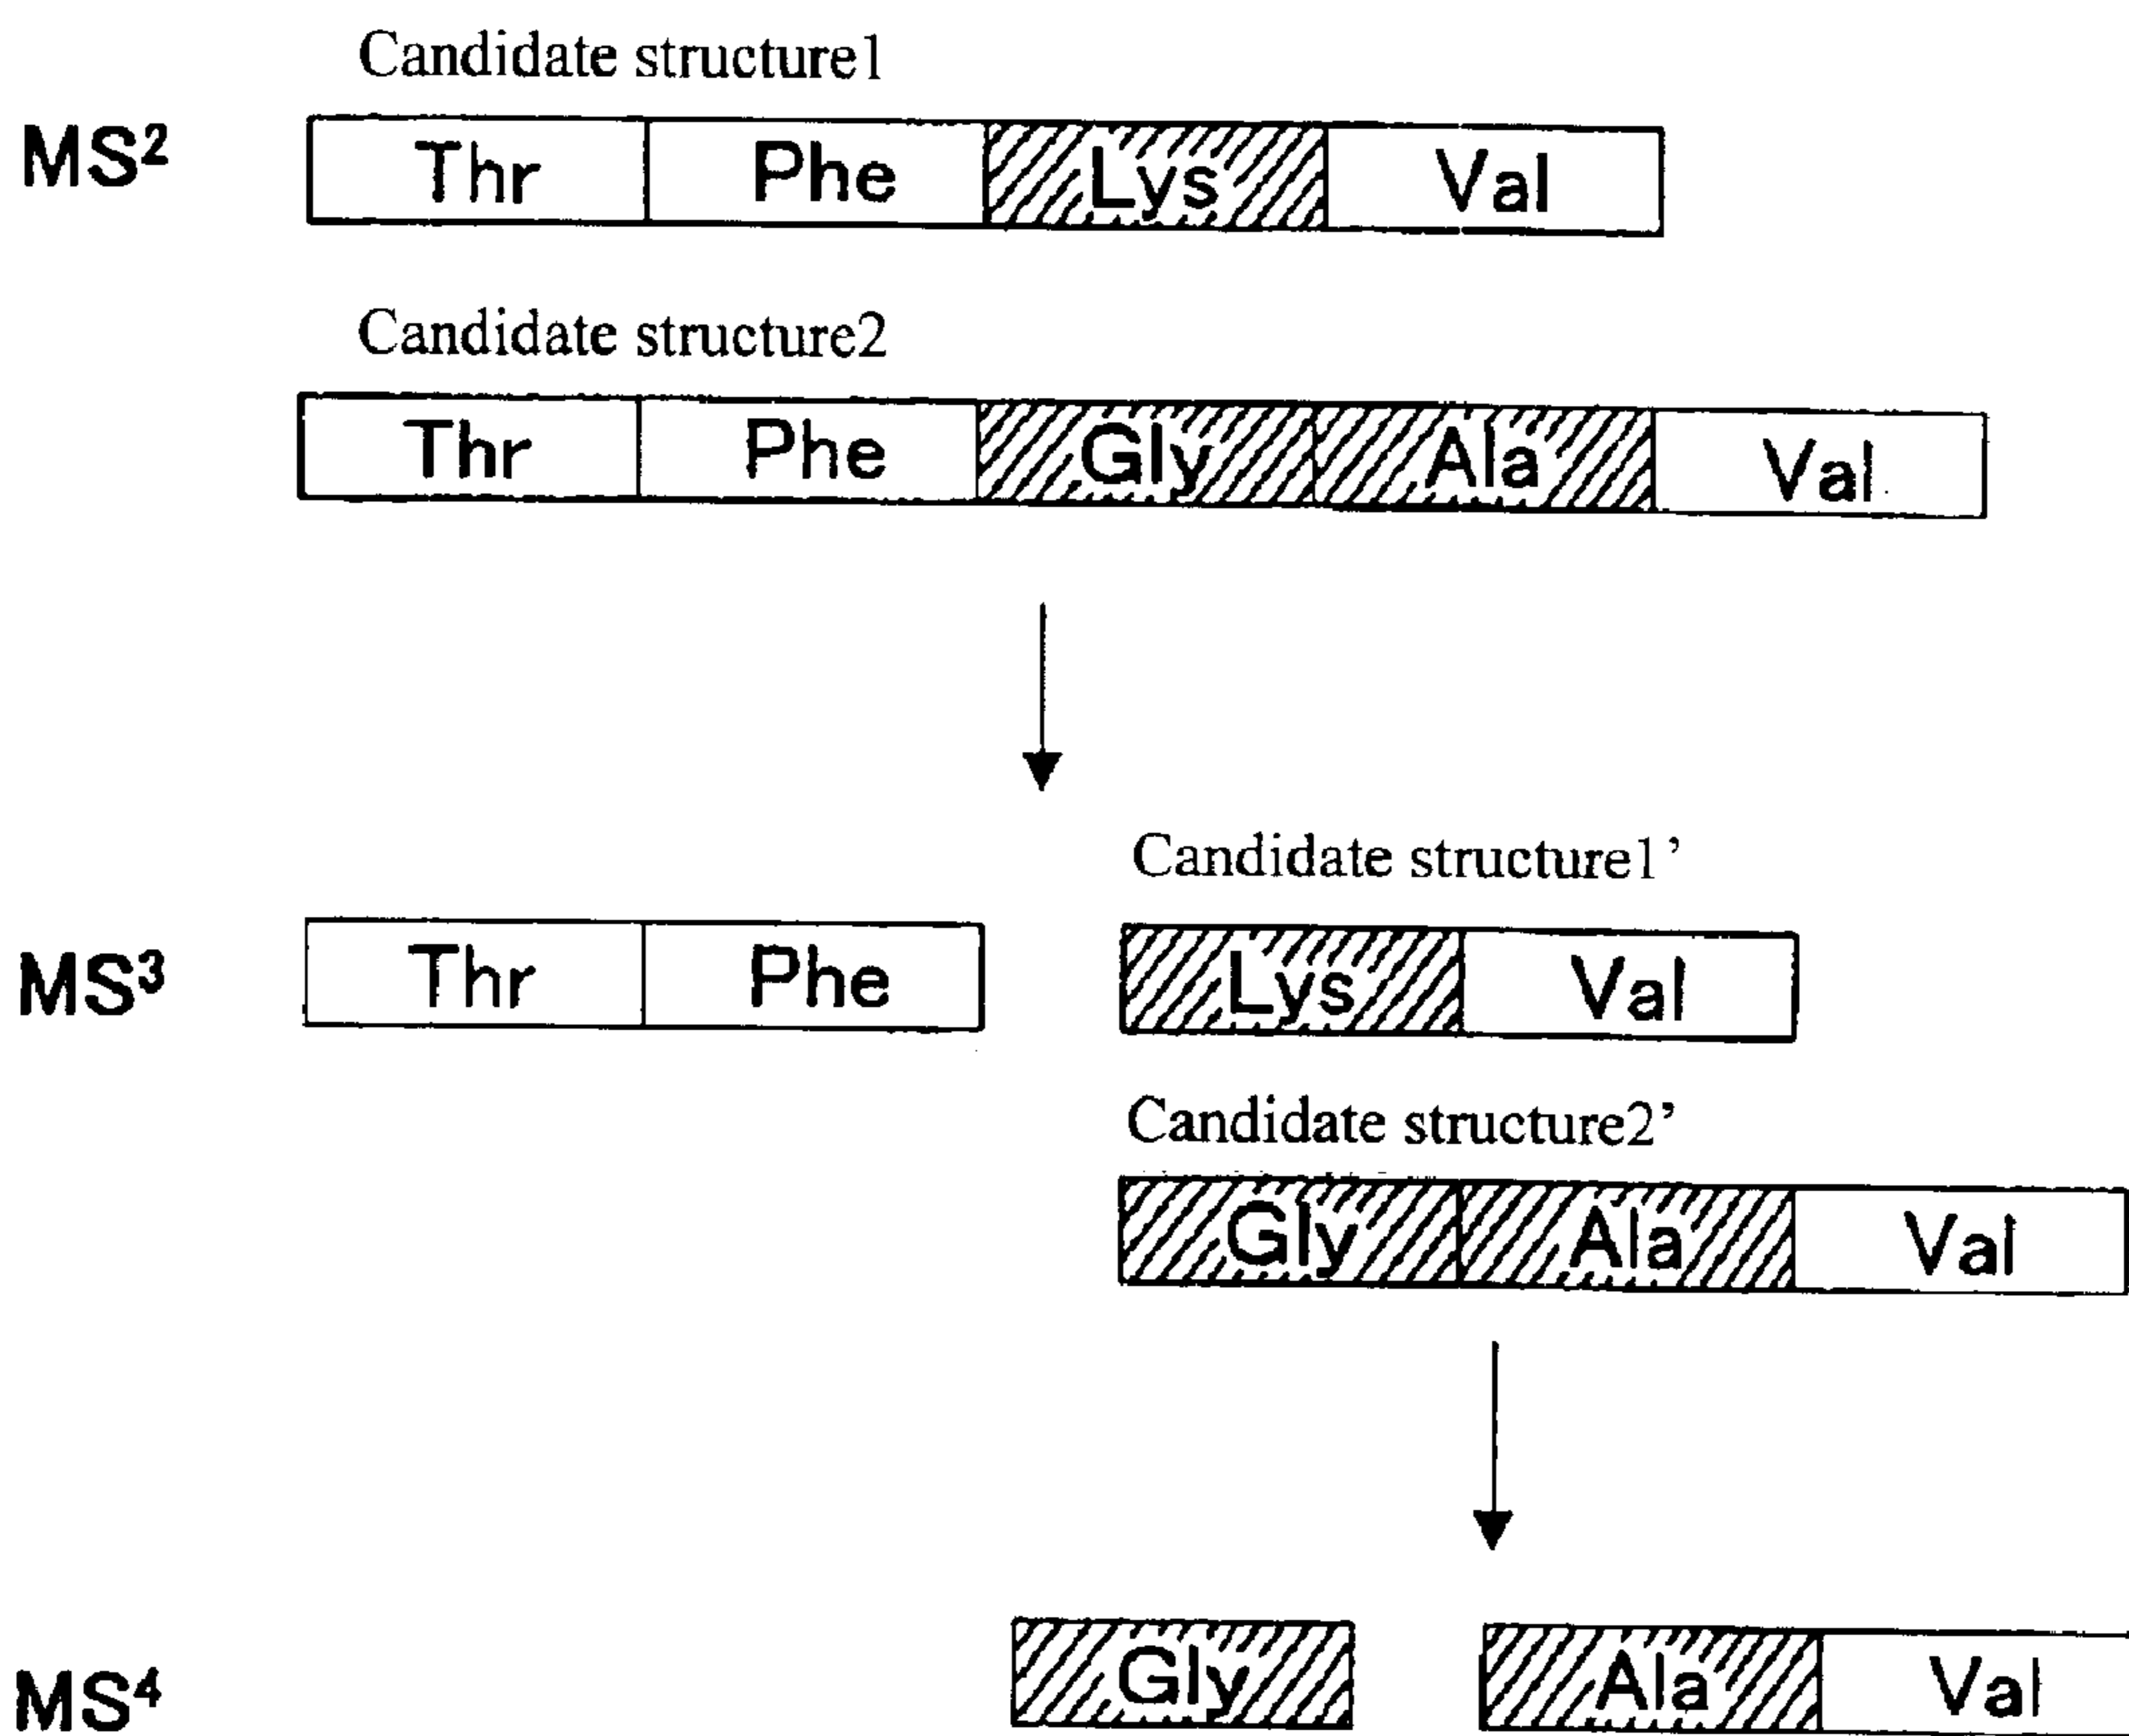 Candidate structure1
MS²
Thr Phe Lys Val
Candidate structure2
Thr Phe Gly Ala Val
Candidate structure1’
MS³
Thr Phe Lys Val
Candidate structure2’
Gly Ala Val
MS⁴
Gly Ala Val